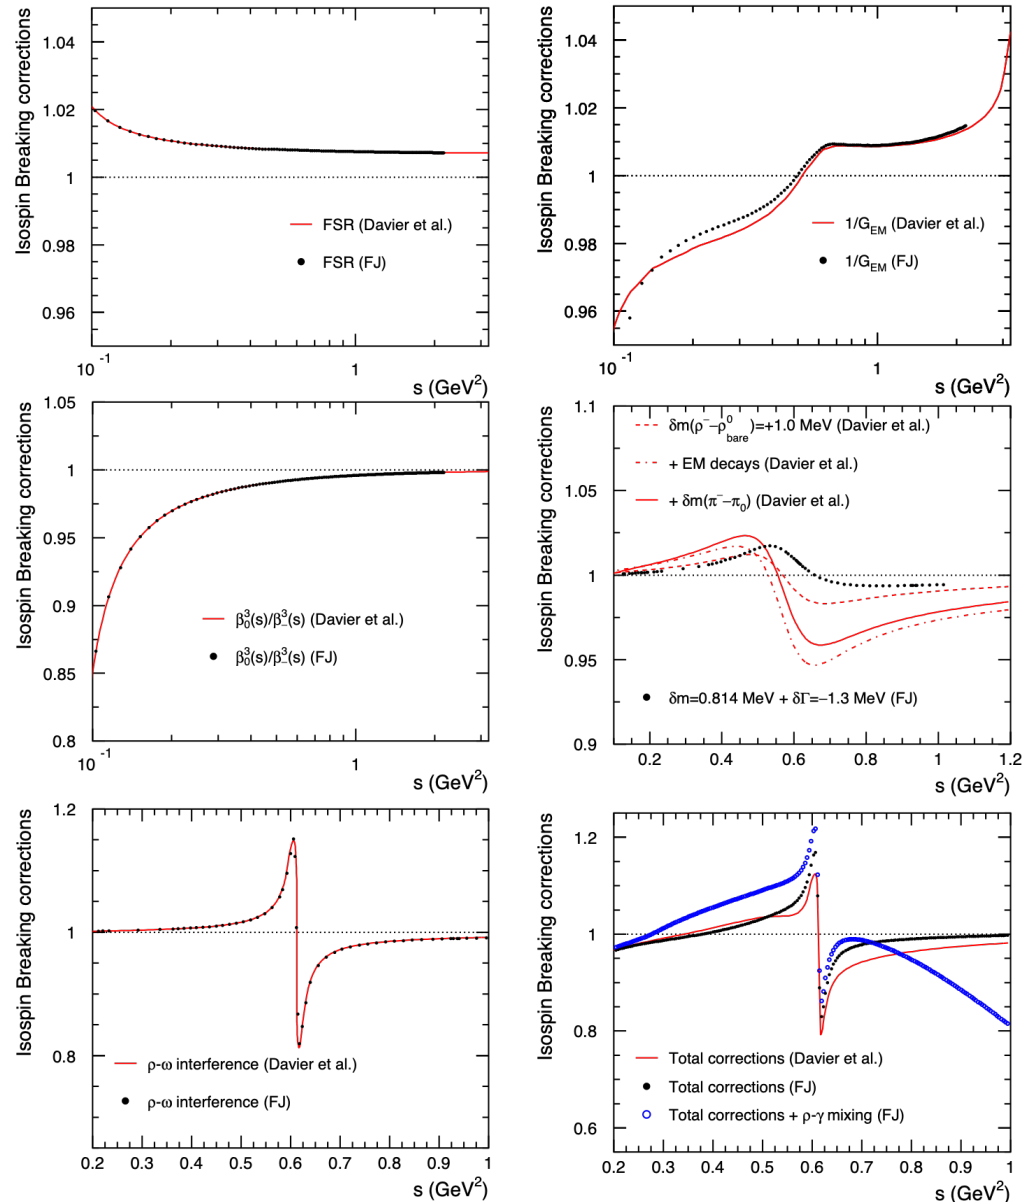 Isospin Breaking corrections
1.04
1.02
1
0.98
0.96
FSR (Davier et al.)
FSR (FJ)
10⁻¹
1
s (GeV²)
Isospin Breaking corrections
1.04
1.02
1
0.98
0.96
1/G_EM (Davier et al.)
1/G_EM (FJ)
10⁻¹
1
s (GeV²)
Isospin Breaking corrections
1.05
1
0.95
0.9
0.85
0.8
β₀³(s)/β₋³(s) (Davier et al.)
β₀³(s)/β₋³(s) (FJ)
10⁻¹
1
s (GeV²)
Isospin Breaking corrections
1.1
1.05
1
0.95
0.9
δm(ρ⁻−ρ⁰_bare)=+1.0 MeV (Davier et al.)
+ EM decays (Davier et al.)
+ δm(π⁻−π₀) (Davier et al.)
δm=0.814 MeV + δΓ=−1.3 MeV (FJ)
0.2 0.4 0.6 0.8 1 1.2
s (GeV²)
Isospin Breaking corrections
1.2
1
0.8
ρ-ω interference (Davier et al.)
ρ-ω interference (FJ)
0.2 0.3 0.4 0.5 0.6 0.7 0.8 0.9 1
s (GeV²)
Isospin Breaking corrections
1.2
1
0.8
0.6
Total corrections (Davier et al.)
Total corrections (FJ)
Total corrections + ρ-γ mixing (FJ)
0.2 0.3 0.4 0.5 0.6 0.7 0.8 0.9 1
s (GeV²)